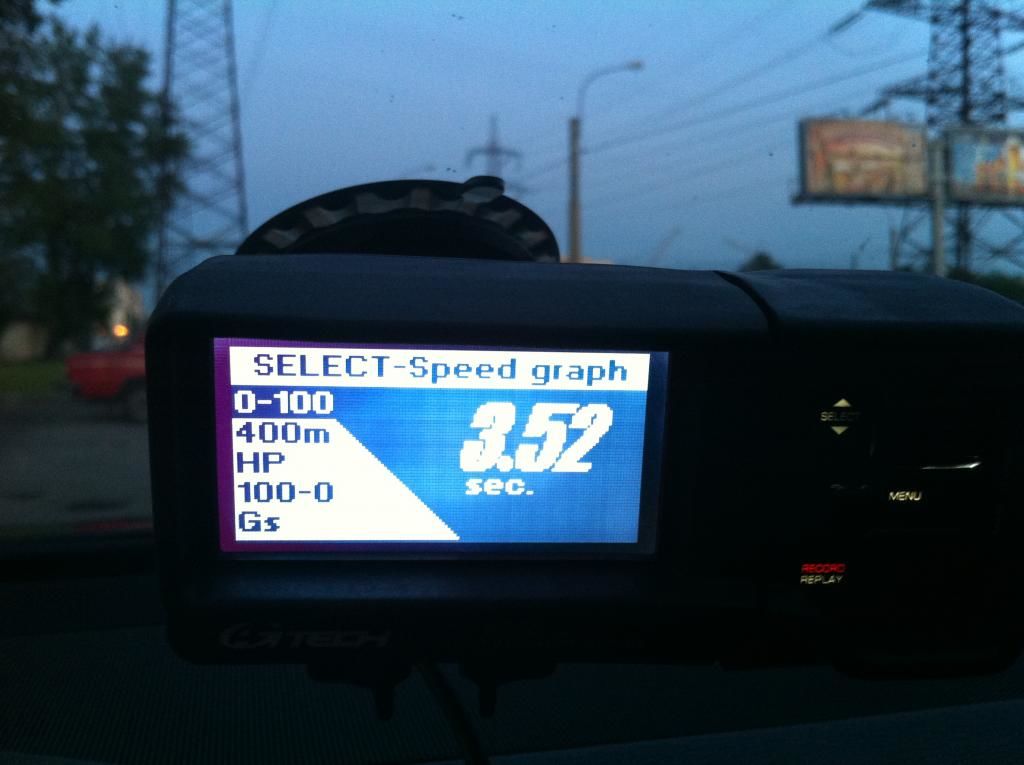 SELECT-Speed graph
0-100
3.52
sec.
400m
HP
100-0
Gs
SELECT
MENU
RECORD
REPLAY
TECH